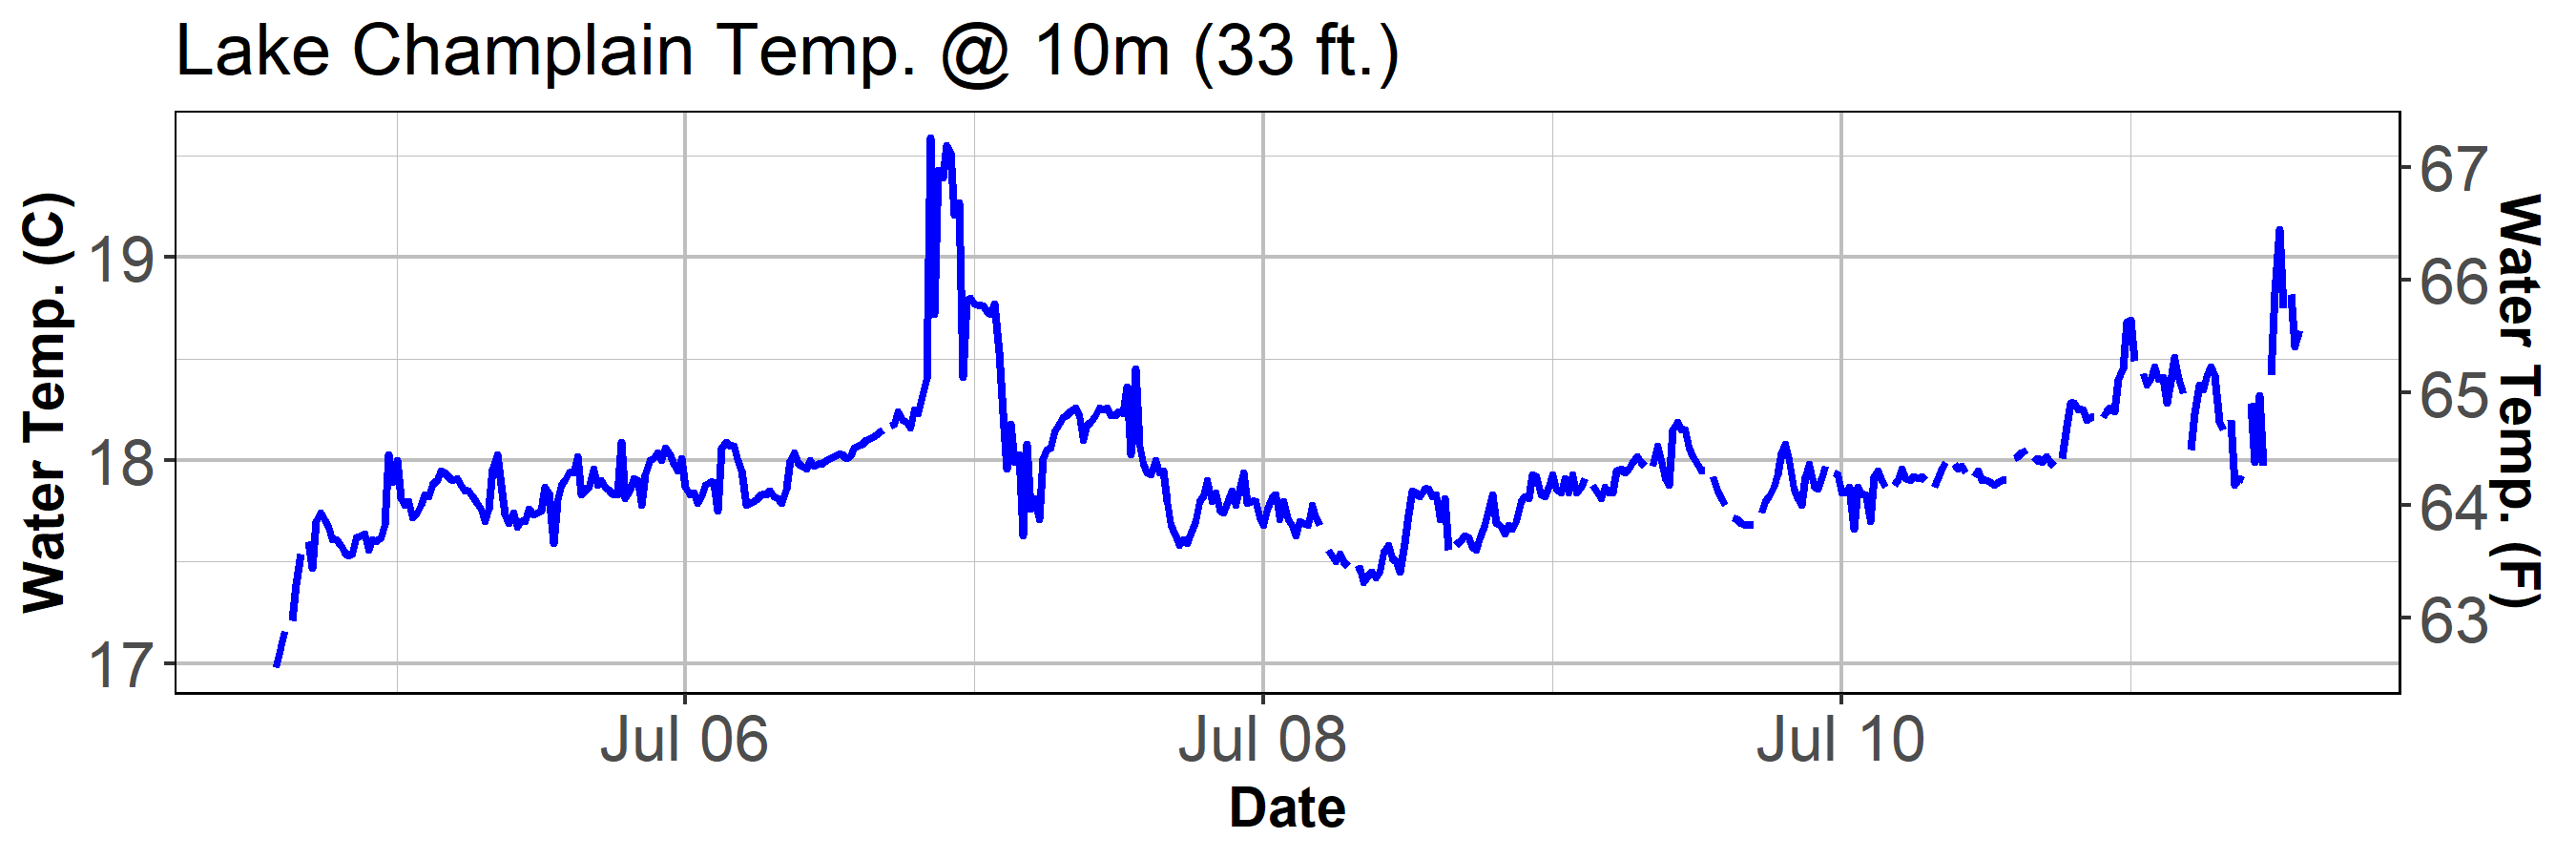 Lake Champlain Temp. @ 10m (33 ft.)
Water Temp. (C)
19
18
17
67
66
65
64
63
Water Temp. (F)
Jul 06 Jul 08 Jul 10
Date